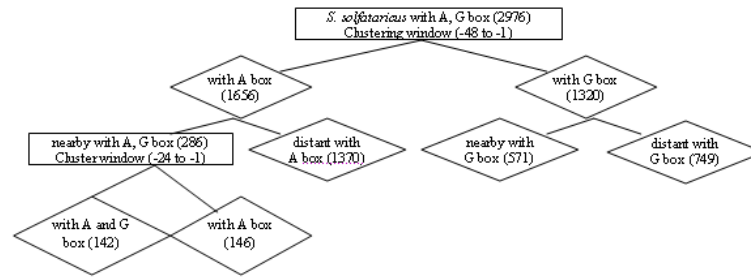 S. solfataricus with A, G box (2976)
Clustering window (-48 to -1)
with A box
(1656)
with G box
(1320)
nearby with A, G box (286)
Cluster window (-24 to -1)
distant with
A box (1370)
nearby with
G box (571)
distant with
G box (749)
with A and G
box (142)
with A box
(146)